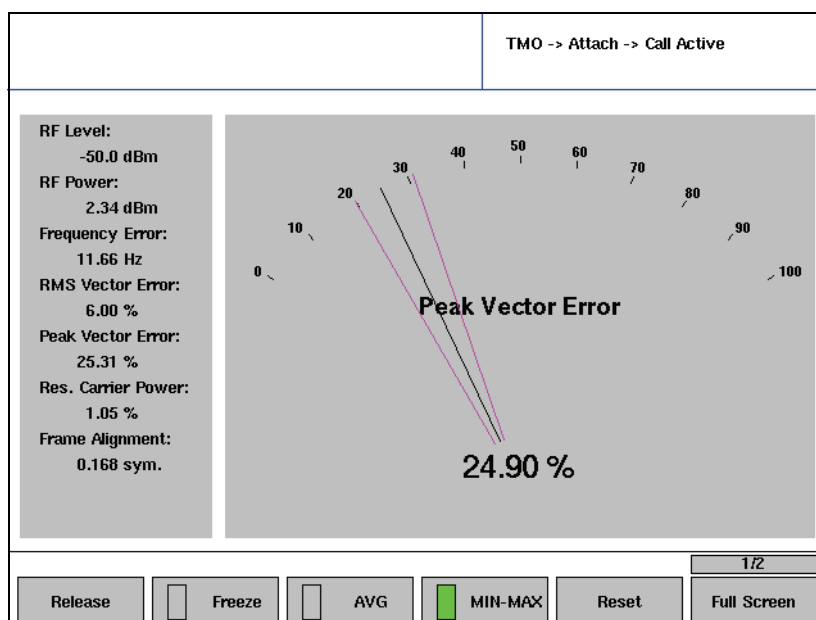 TMO -> Attach -> Call Active
RF Level:
-50.0 dBm
RF Power:
2.34 dBm
Frequency Error:
11.66 Hz
RMS Vector Error:
6.00 %
Peak Vector Error:
25.31 %
Res. Carrier Power:
1.05 %
Frame Alignment:
0.168 sym.
0 10 20 30 40 50 60 70 80 90 100
Peak Vector Error
24.90 %
1/2
Release Freeze AVG MIN-MAX Reset Full Screen